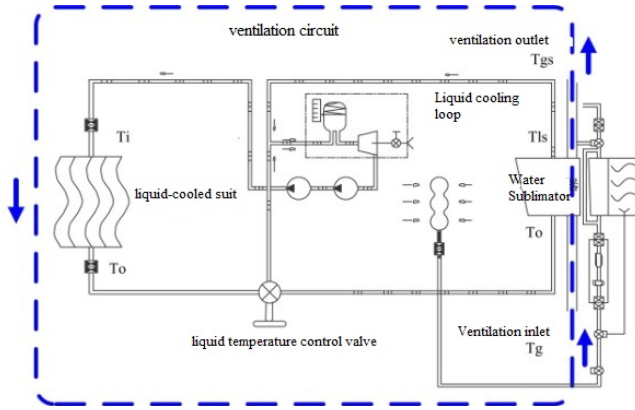 ventilation circuit
ventilation outlet
Tgs
Liquid cooling
loop
Ti
Tls
liquid-cooled suit
Water
Sublimator
To
To
liquid temperature control valve
Ventilation inlet
Tg